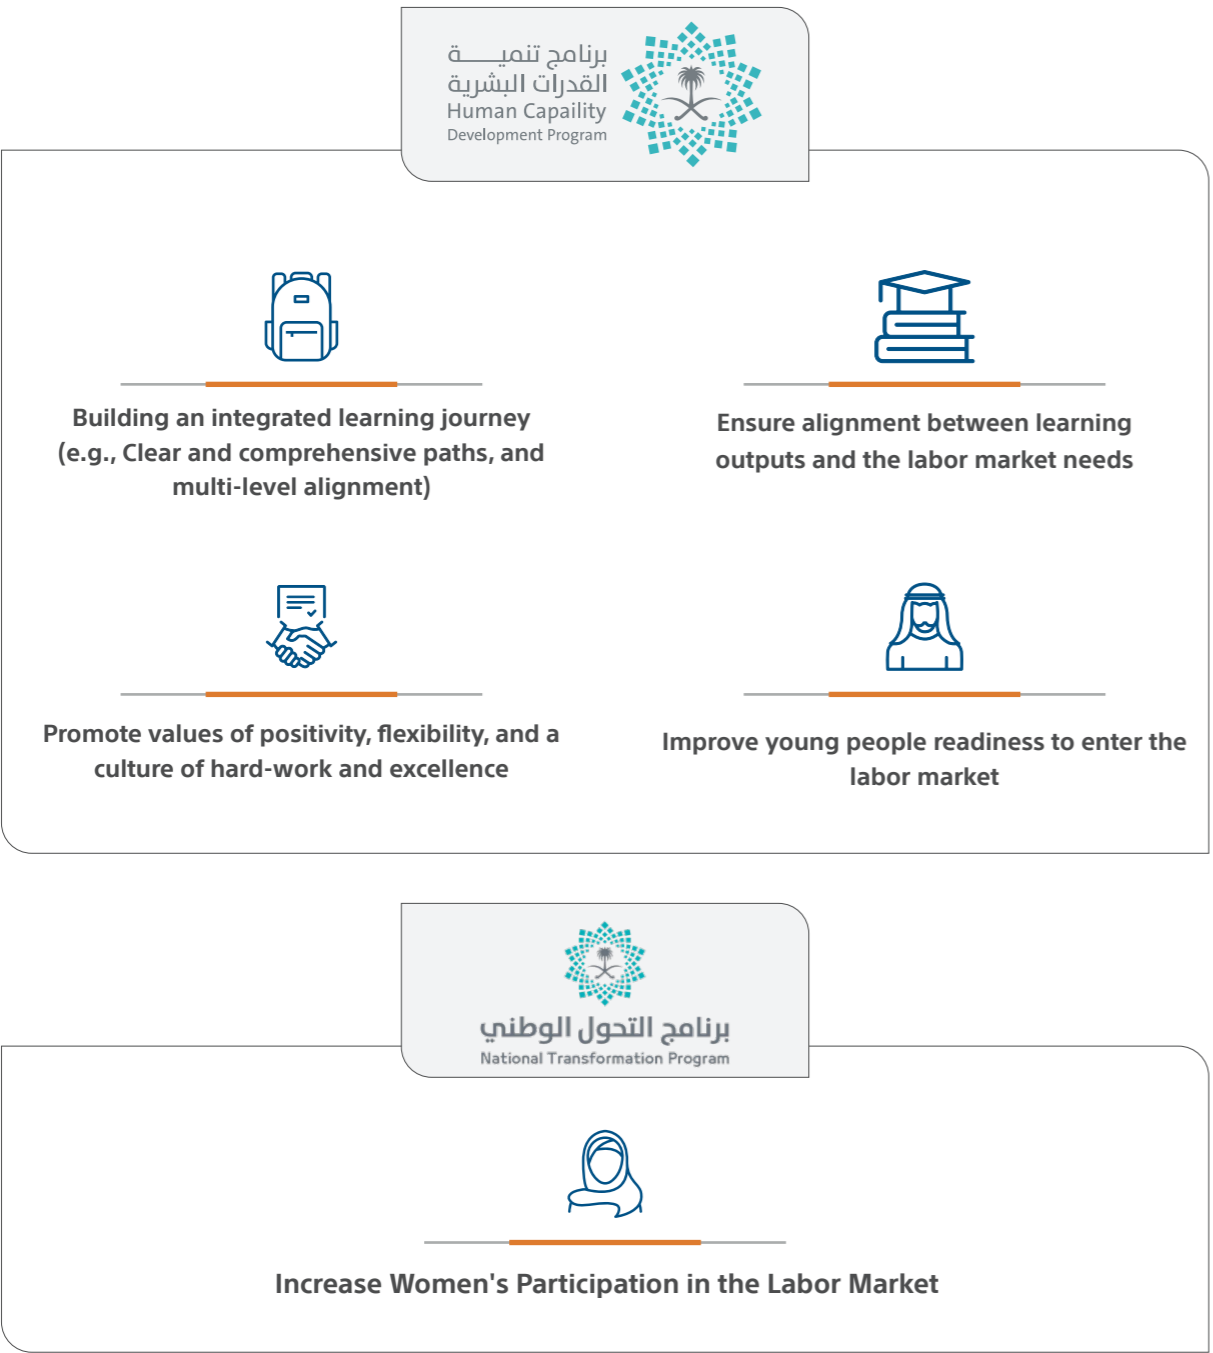 برنامج تنميــــة
القدرات البشرية
Human Capaility
Development Program
Building an integrated learning journey
(e.g., Clear and comprehensive paths, and
multi-level alignment)
Ensure alignment between learning
outputs and the labor market needs
Promote values of positivity, flexibility, and a
culture of hard-work and excellence
Improve young people readiness to enter the
labor market
برنامج التحول الوطني
National Transformation Program
Increase Women's Participation in the Labor Market